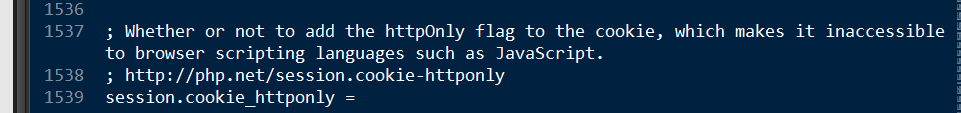 1536
1537 ; Whether or not to add the httpOnly flag to the cookie, which makes it inaccessible
to browser scripting languages such as JavaScript.
1538 ; http://php.net/session.cookie-httponly
1539 session.cookie_httponly =